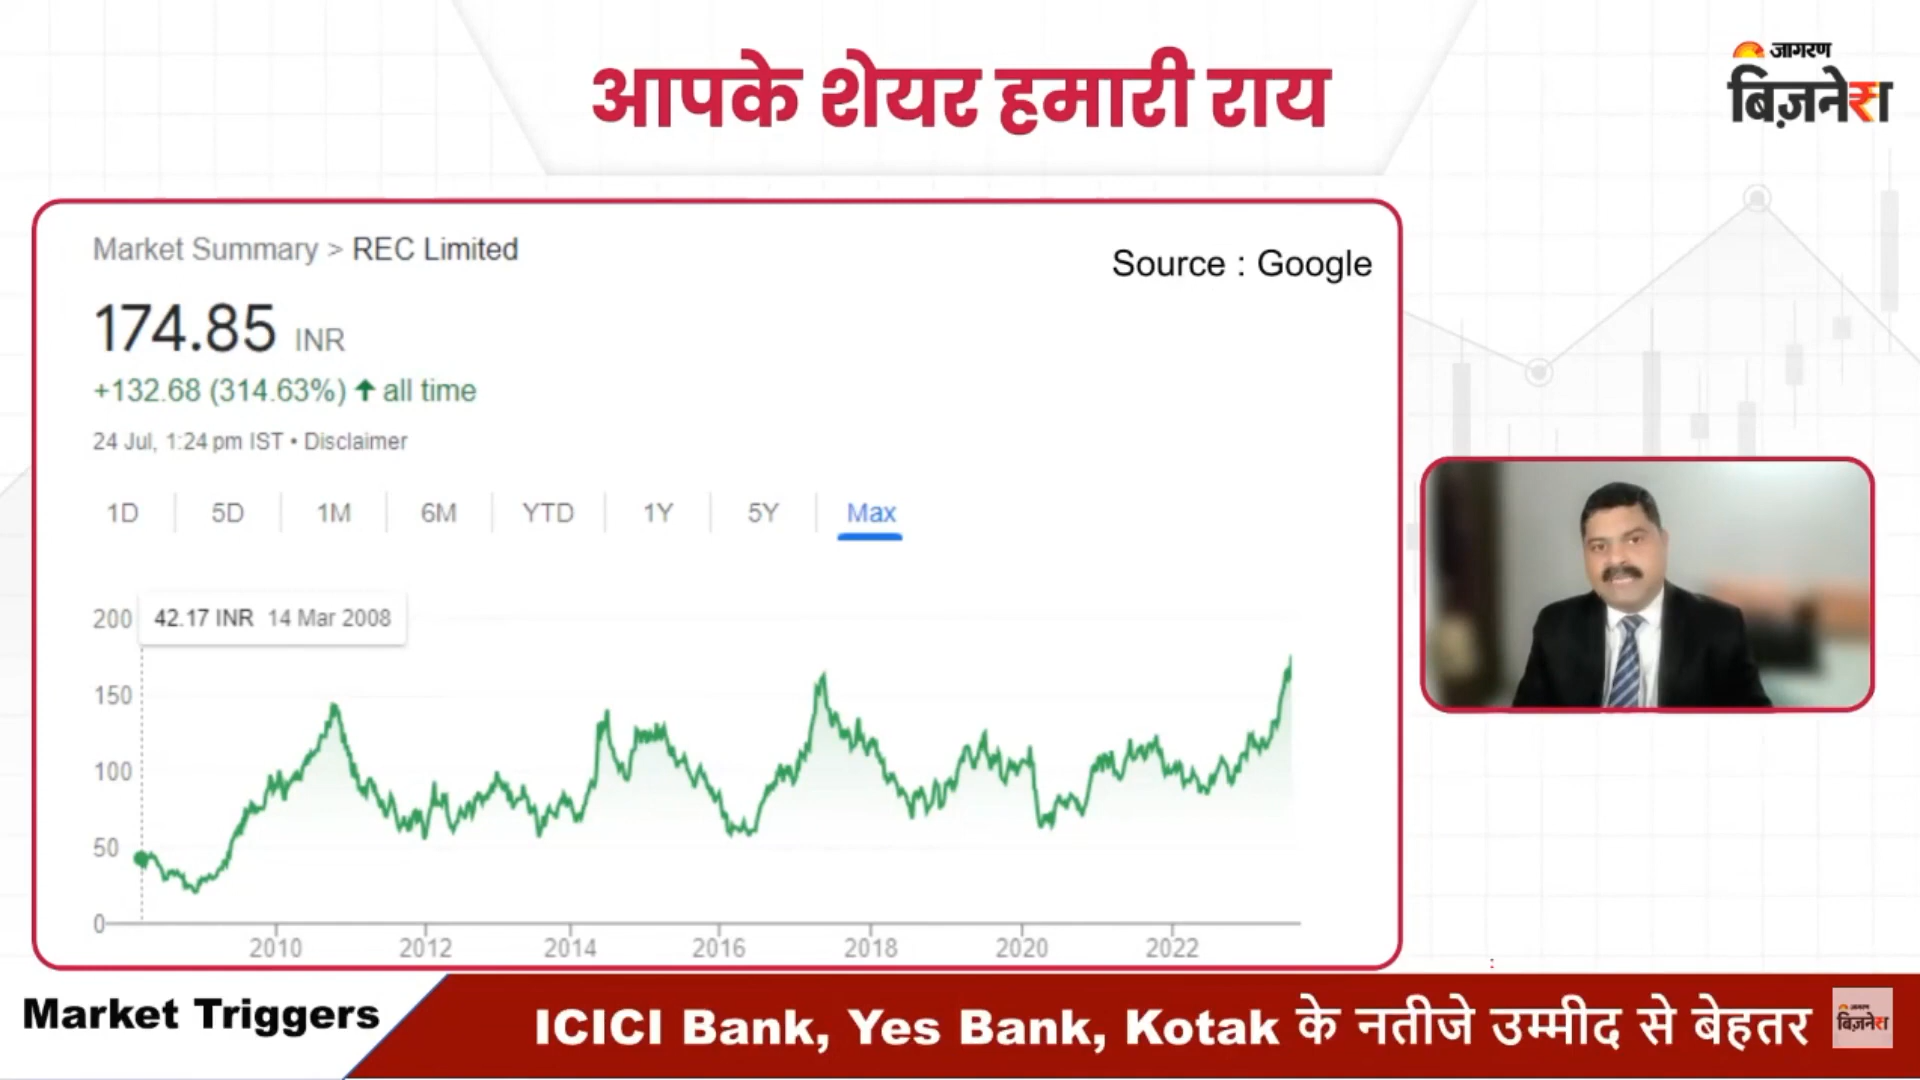 आपके शेयर हमारी राय
जागरण
बिज़नेस
Market Summary > REC Limited
Source : Google
174.85 INR
+132.68 (314.63%) ↑ all time
24 Jul, 1:24 pm IST • Disclaimer
1D 5D 1M 6M YTD 1Y 5Y Max
200
42.17 INR 14 Mar 2008
150
100
50
0
2010 2012 2014 2016 2018 2020 2022
:
Market Triggers
ICICI Bank, Yes Bank, Kotak के नतीजे उम्मीद से बेहतर
जागरण
बिज़नेस